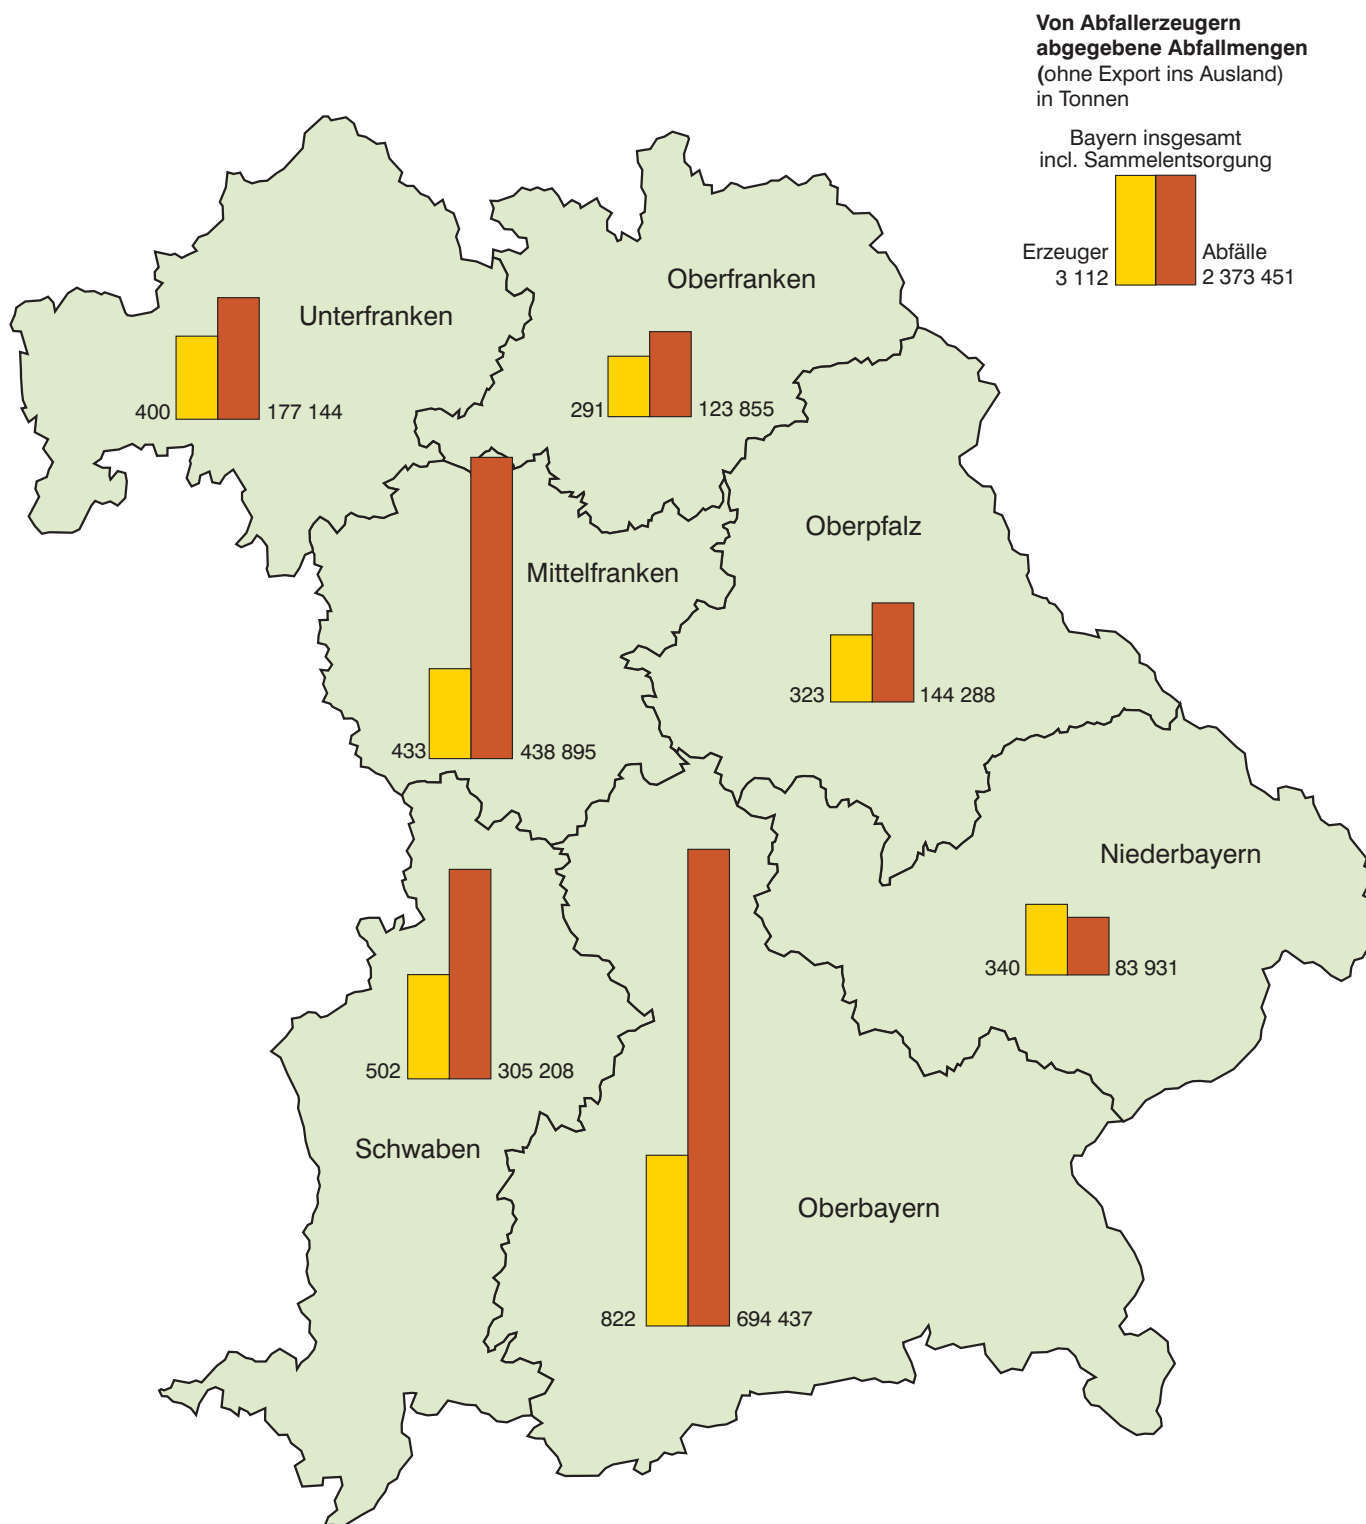 Von Abfallerzeugern
abgegebene Abfallmengen
(ohne Export ins Ausland)
in Tonnen
Bayern insgesamt
incl. Sammelentsorgung
Erzeuger
3 112
Abfälle
2 373 451
Oberfranken
291
123 855
Unterfranken
400
177 144
Oberpfalz
323
144 288
Mittelfranken
433
438 895
Niederbayern
340
83 931
502
305 208
Schwaben
Oberbayern
822
694 437